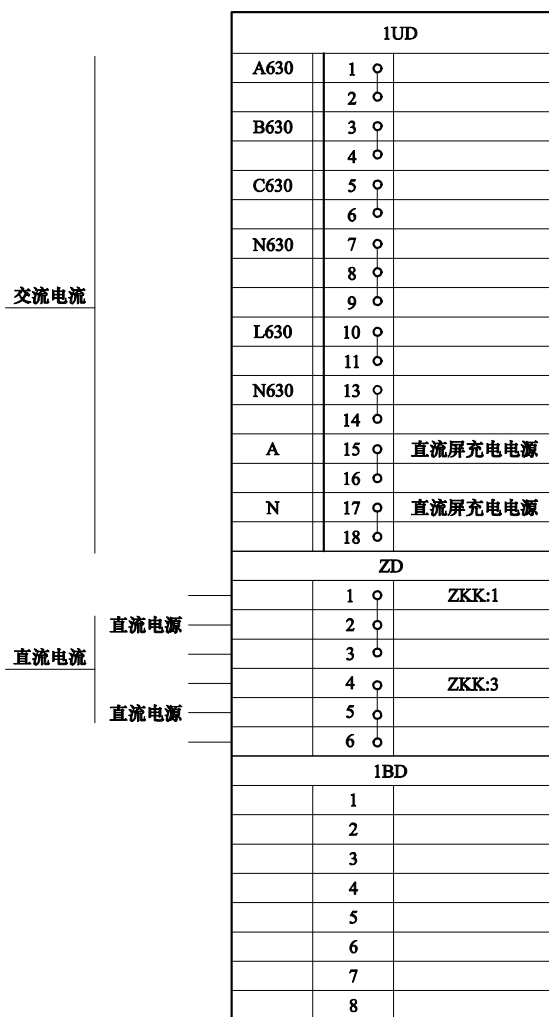 1UD
A630 1
2
B630 3
4
C630 5
6
N630 7
8
交流电流
9
L630 10
11
N630 13
14
A 15 直流屏充电电源
16
N 17 直流屏充电电源
18
ZD
1 ZKK:1
直流电源 2
直流电流
3
4 ZKK:3
直流电源 5
6
1BD
1
2
3
4
5
6
7
8